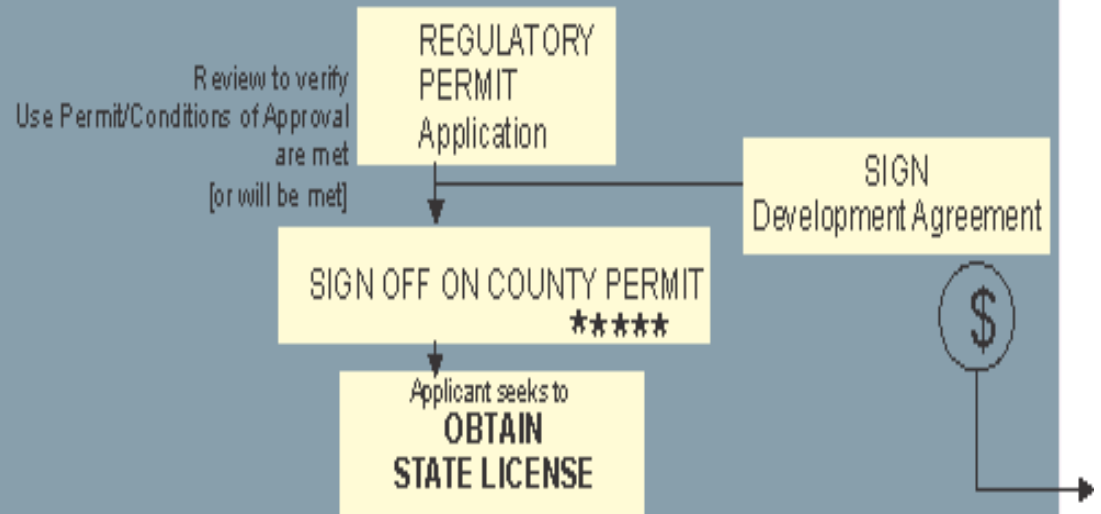 REGULATORY
PERMIT
Application
Review to verify
Use Permit/Conditions of Approval
are met
[or will be met]
SIGN
Development Agreement
SIGN OFF ON COUNTY PERMIT
*****
$
Applicant seeks to
OBTAIN
STATE LICENSE